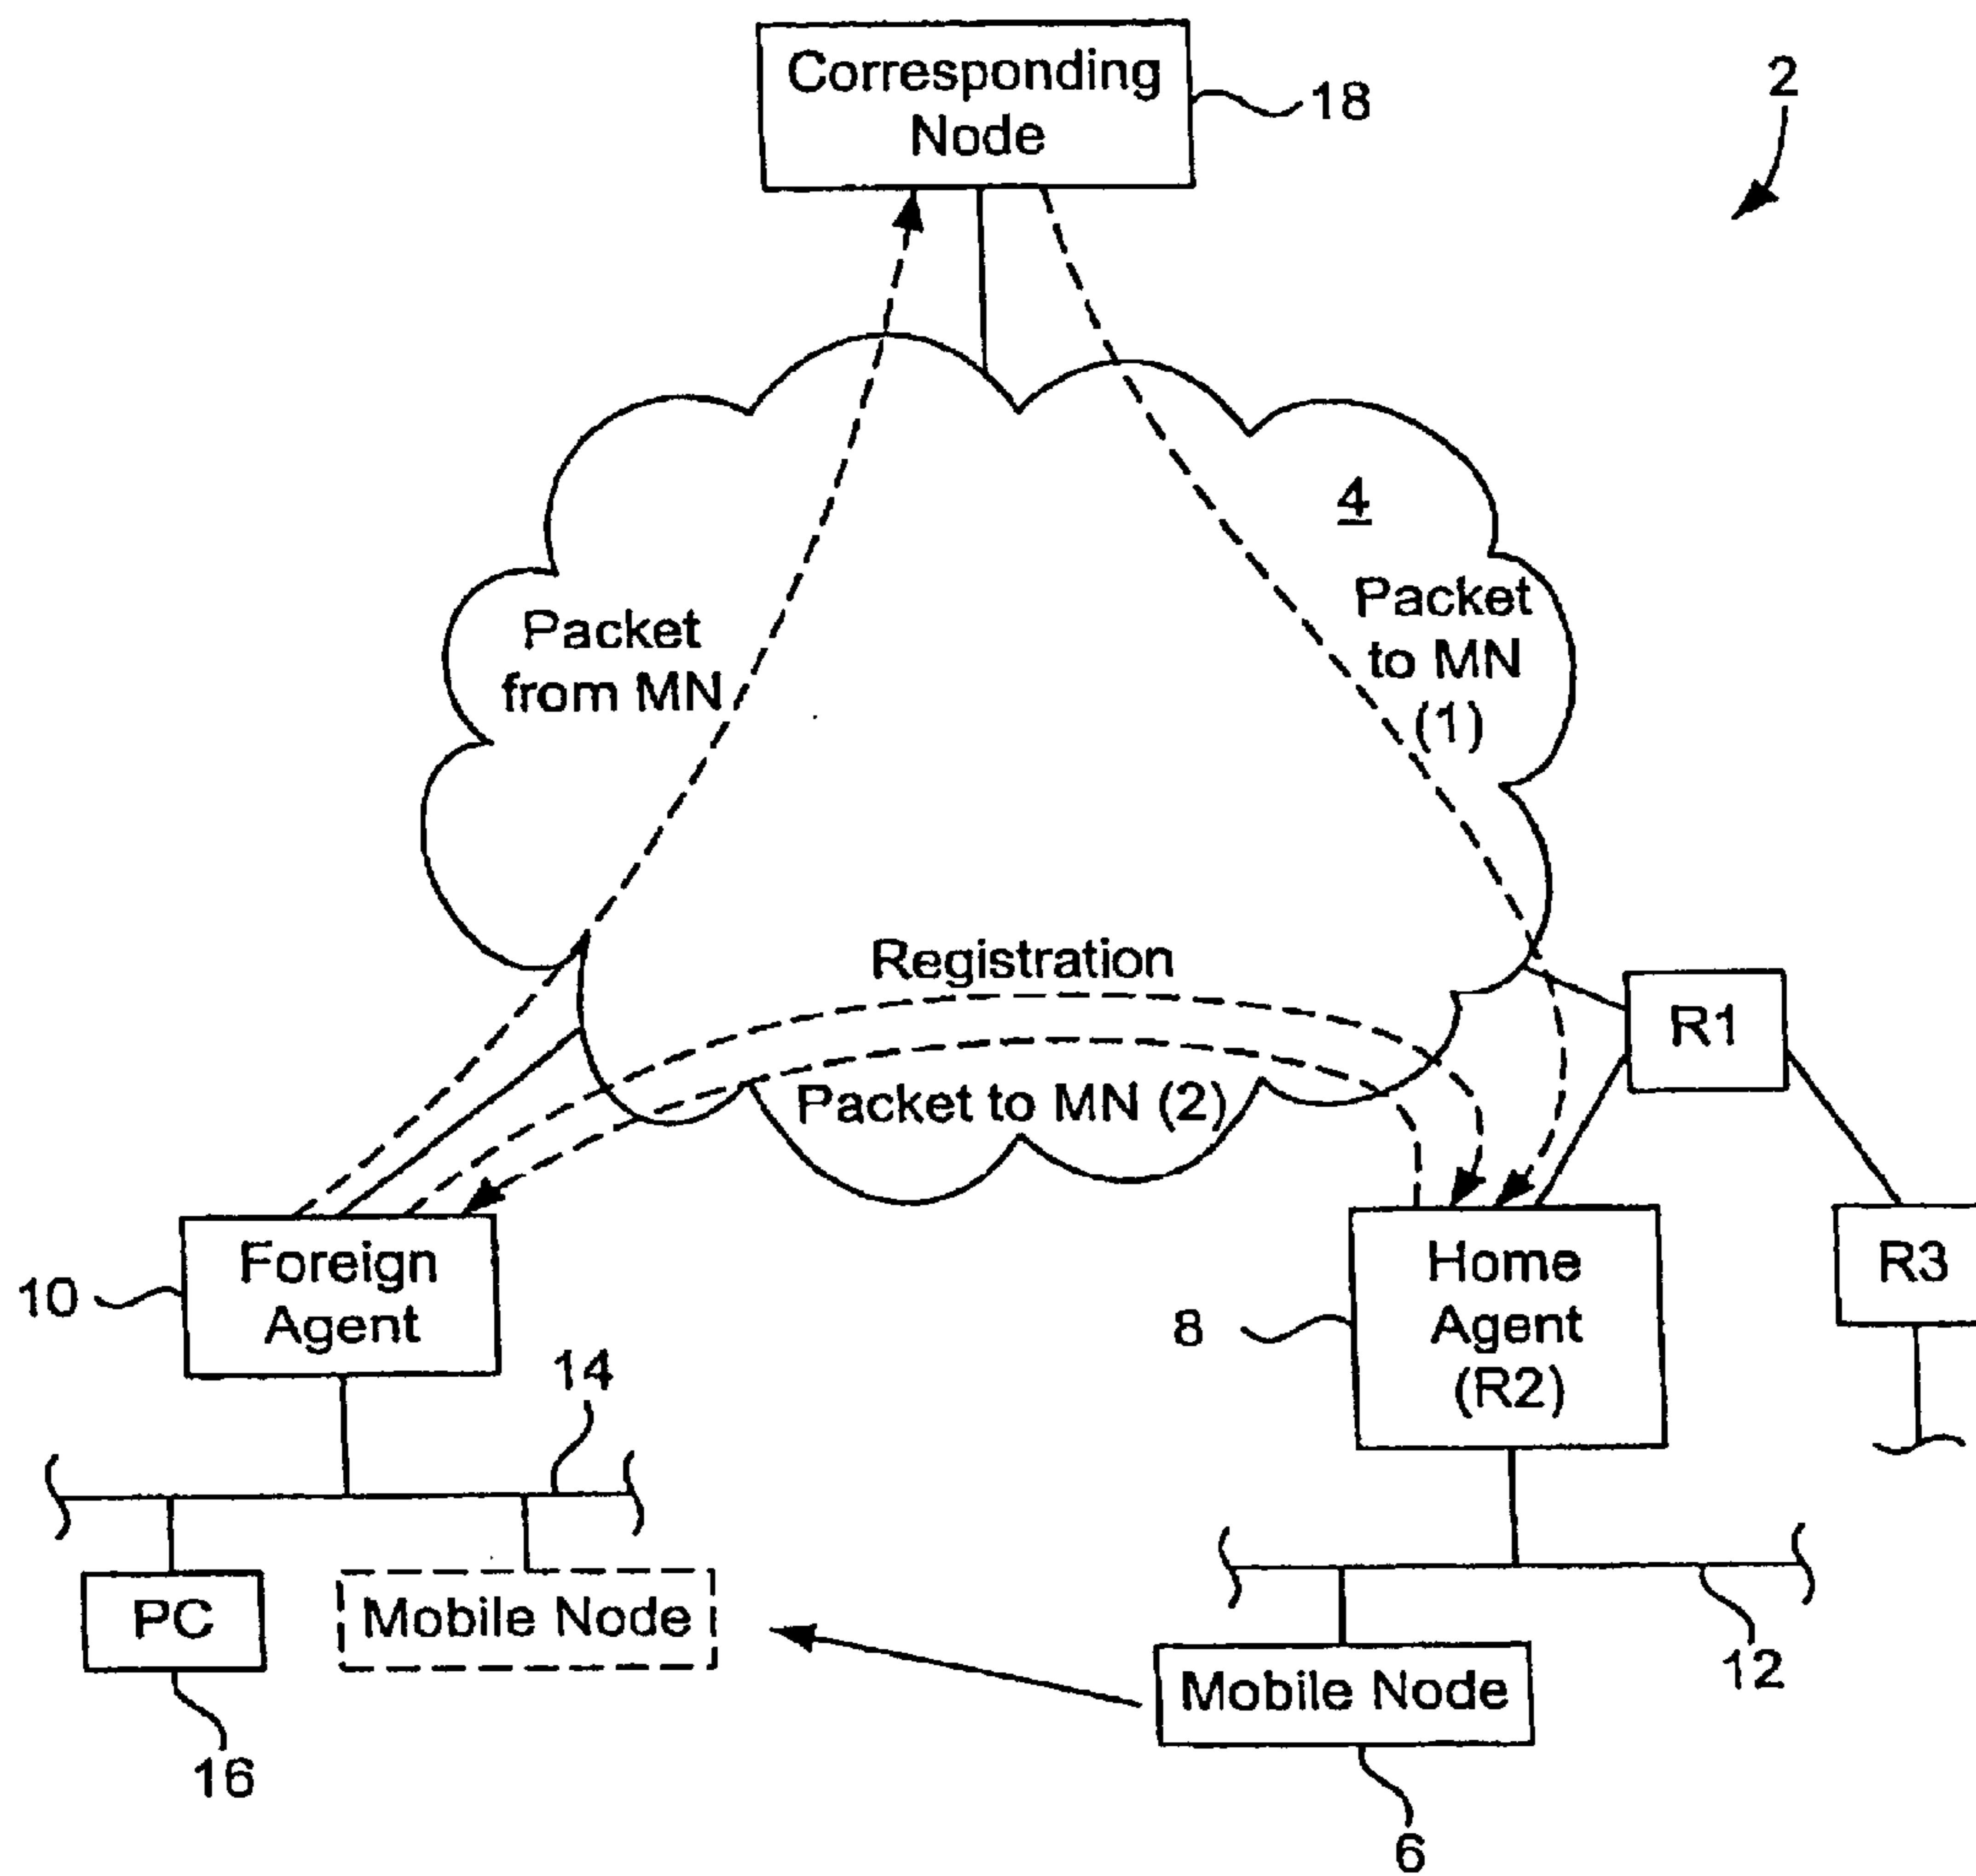 Corresponding
Node
18
2
4
Packet
from MN
Packet
to MN
(1)
Registration
Packet to MN (2)
R1
Foreign
Agent
10
Home
Agent
(R2)
8
R3
14
PC
Mobile Node
12
Mobile Node
16
6